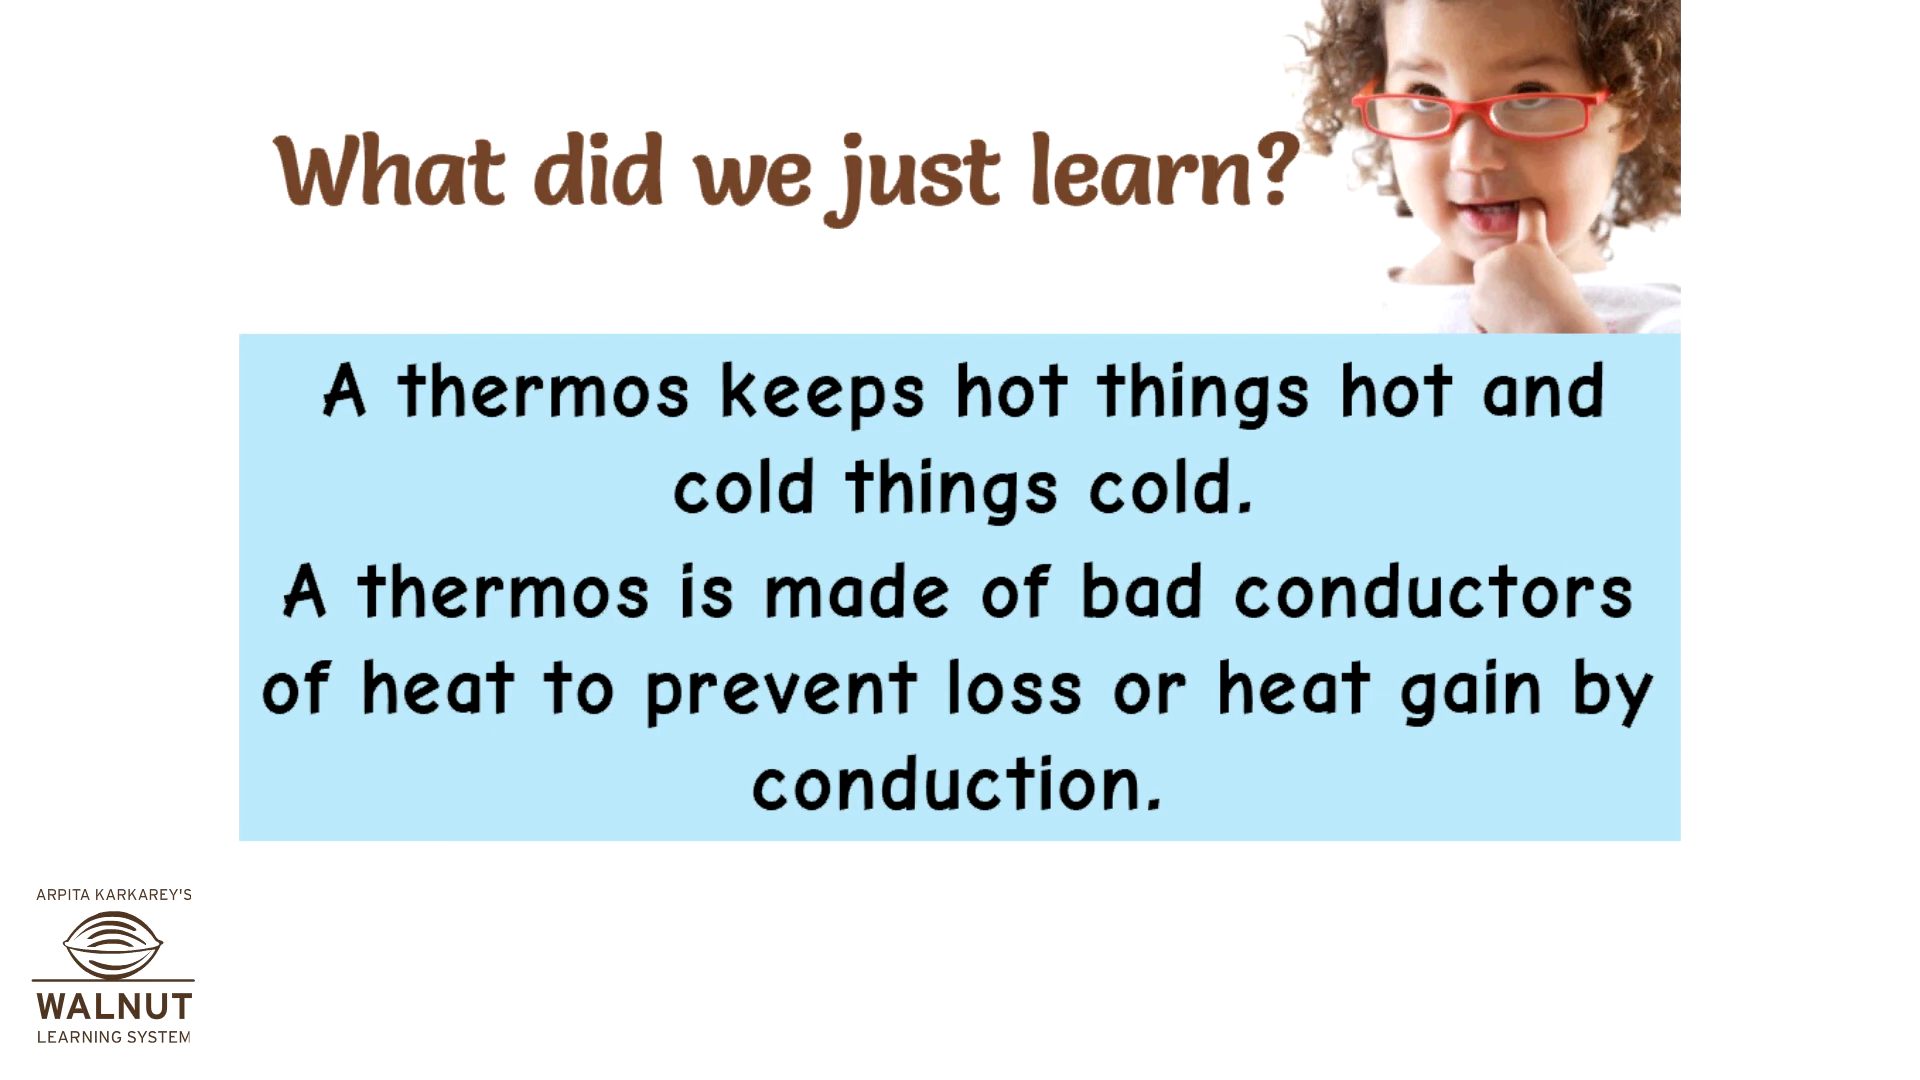 What did we just learn?
A thermos keeps hot things hot and
cold things cold.
A thermos is made of bad conductors
of heat to prevent loss or heat gain by
conduction.
ARPITA KARKAREY'S
WALNUT
LEARNING SYSTEM